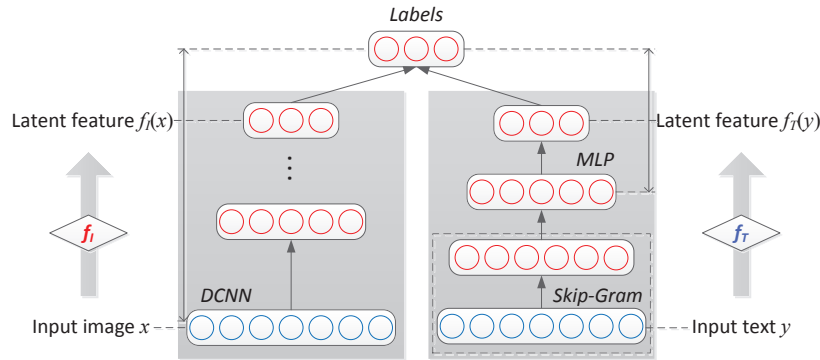 Labels
Latent feature f_I(x)
Latent feature f_T(y)
⋮
MLP
f_I
f_T
DCNN
Skip-Gram
Input image x
Input text y